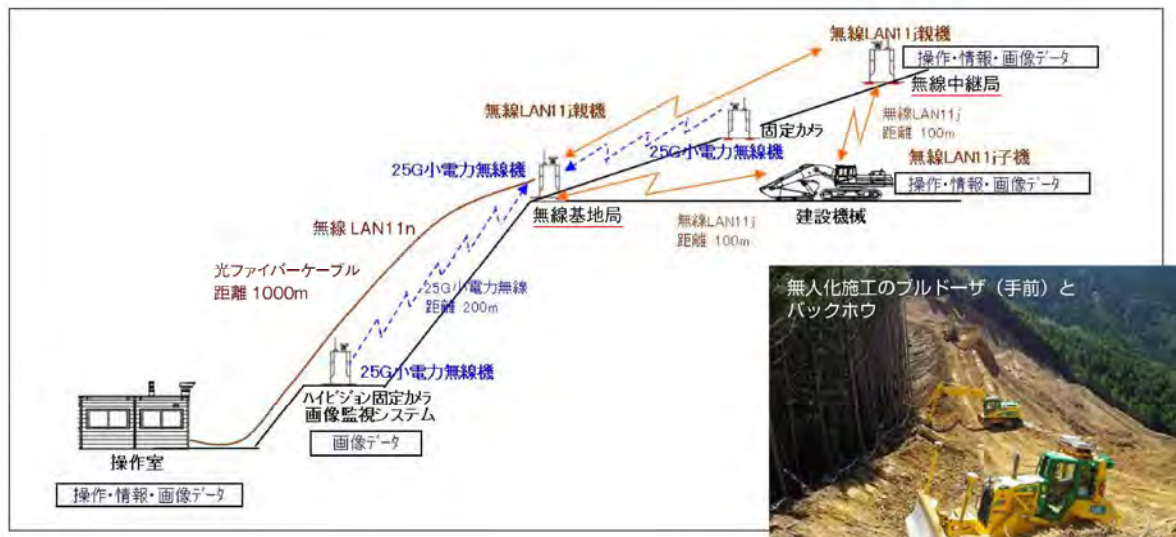 無線LAN11j親機
操作・情報・画像データ
無線中継局
無線LAN11j親機
固定カメラ
25G小電力無線機
無線LAN11j
距離 100m
25G小電力無線機
無線LAN11j子機
操作・情報・画像データ
無線基地局
建設機械
無線LAN11j
距離 100m
無線 LAN11n
光ファイバーケーブル
距離 1000m
25G小電力無線
距離 200m
25G小電力無線機
ハイビジョン固定カメラ
画像監視システム
画像データ
操作室
操作・情報・画像データ
無人化施工のブルドーザ（手前）と
バックホウ